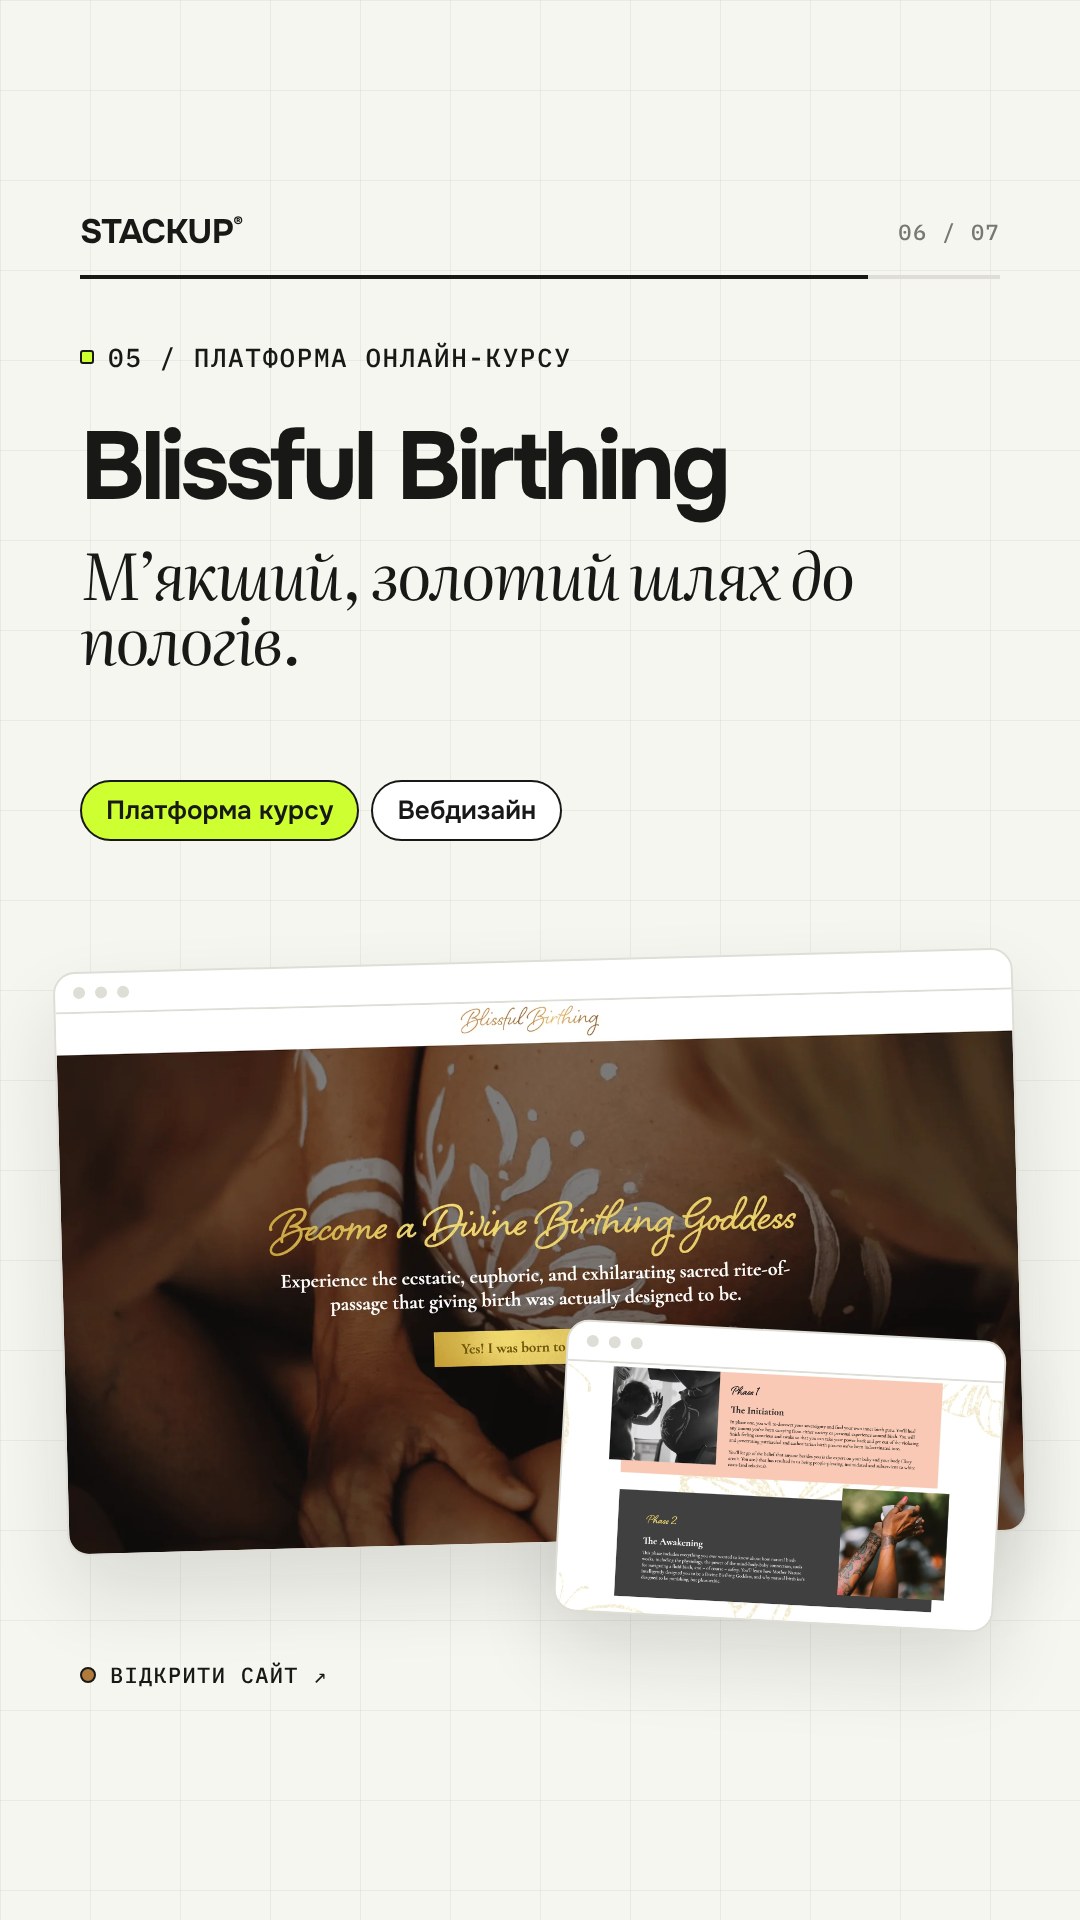 STACKUP®
06 / 07
05 / ПЛАТФОРМА ОНЛАЙН-КУРСУ
Blissful Birthing
М’якший, золотий шлях до
пологів.
Платформа курсу
Вебдизайн
Blissful Birthing
Become a Divine Birthing Goddess
Experience the ecstatic, euphoric, and exhilarating sacred rite-of-
passage that giving birth was actually designed to be.
Yes! I was born to
Phase 1
The Initiation
Phase 2
The Awakening
ВІДКРИТИ САЙТ ↗